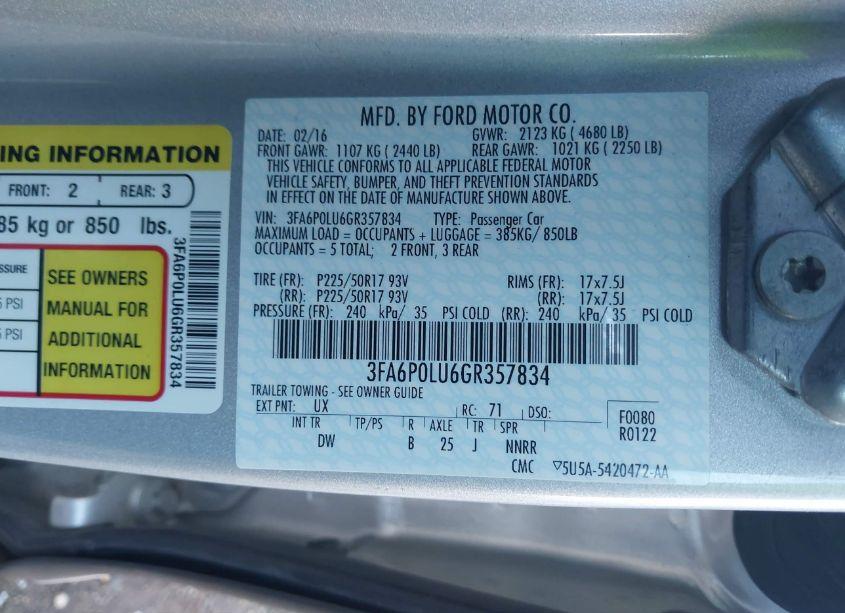 ING INFORMATION
FRONT: 2 REAR: 3
85 kg or 850 lbs.
SSURE
5 PSI
5 PSI
SEE OWNERS
MANUAL FOR
ADDITIONAL
INFORMATION
3FA6P0LU6GR357834
MFD. BY FORD MOTOR CO.
DATE: 02/16 GVWR: 2123 KG ( 4680 LB)
FRONT GAWR: 1107 KG ( 2440 LB) REAR GAWR: 1021 KG ( 2250 LB)
THIS VEHICLE CONFORMS TO ALL APPLICABLE FEDERAL MOTOR
VEHICLE SAFETY, BUMPER, AND THEFT PREVENTION STANDARDS
IN EFFECT ON THE DATE OF MANUFACTURE SHOWN ABOVE.
VIN: 3FA6P0LU6GR357834 TYPE: Passenger Car
MAXIMUM LOAD = OCCUPANTS + LUGGAGE = 385KG/ 850LB
OCCUPANTS = 5 TOTAL; 2 FRONT, 3 REAR
TIRE (FR): P225/50R17 93V RIMS (FR): 17x7.5J
(RR): P225/50R17 93V (RR): 17x7.5J
PRESSURE (FR): 240 kPa/ 35 PSI COLD (RR): 240 kPa/ 35 PSI COLD
3FA6P0LU6GR357834
TRAILER TOWING - SEE OWNER GUIDE
EXT PNT: UX RC: 71 DSO: F0080
INT TR TP/PS R AXLE TR SPR R0122
DW B 25 J NNRR
CMC ▽5U5A-5420472-AA